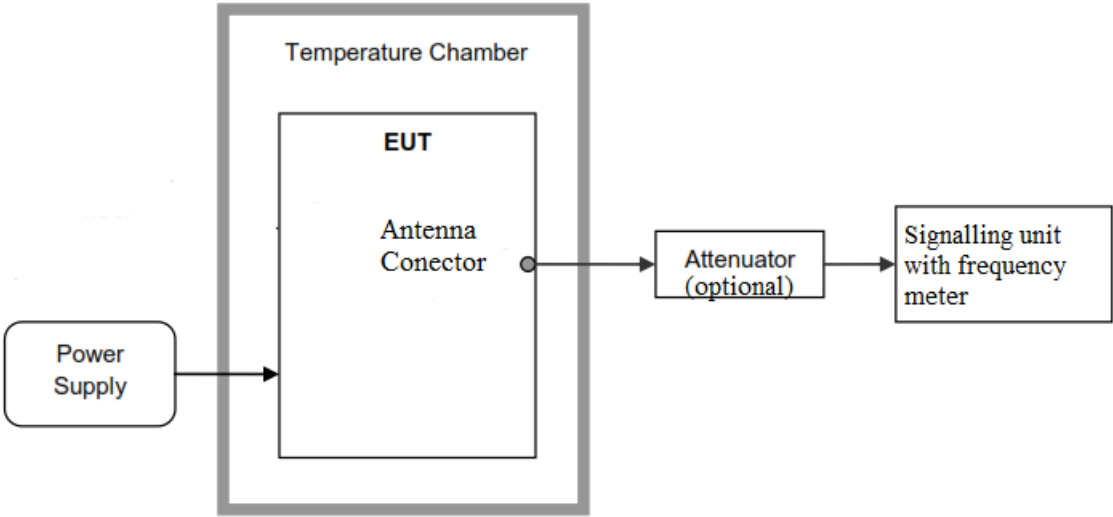 Temperature Chamber
EUT
Antenna
Conector
Attenuator
(optional)
Signalling unit
with frequency
meter
Power
Supply